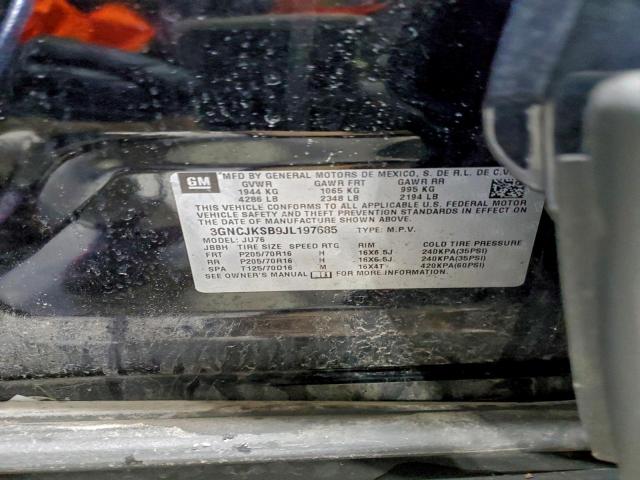 GM
MFD BY GENERAL MOTORS DE MEXICO, S. DE R.L. DE C.V.
GVWR GAWR FRT GAWR RR
1944 KG 1065 KG 995 KG
4286 LB 2348 LB 2194 LB
THIS VEHICLE CONFORMS TO ALL APPLICABLE U.S. FEDERAL MOTOR
VEHICLE SAFETY AND THEFT PREVENTION STANDARDS IN EFFECT ON
THE DATE OF MANUFACTURE SHOWN ABOVE.
3GNCJKSB9JL197685 TYPE: M.P.V.
MODEL: JU76
JBBH TIRE SIZE SPEED RTG RIM COLD TIRE PRESSURE
FRT P205/70R16 H 16X6.5J 240KPA(35PSI)
RR P205/70R16 H 16X6.5J 240KPA(35PSI)
SPA T125/70D16 M 16X4T 420KPA(60PSI)
SEE OWNER'S MANUAL FOR MORE INFORMATION.